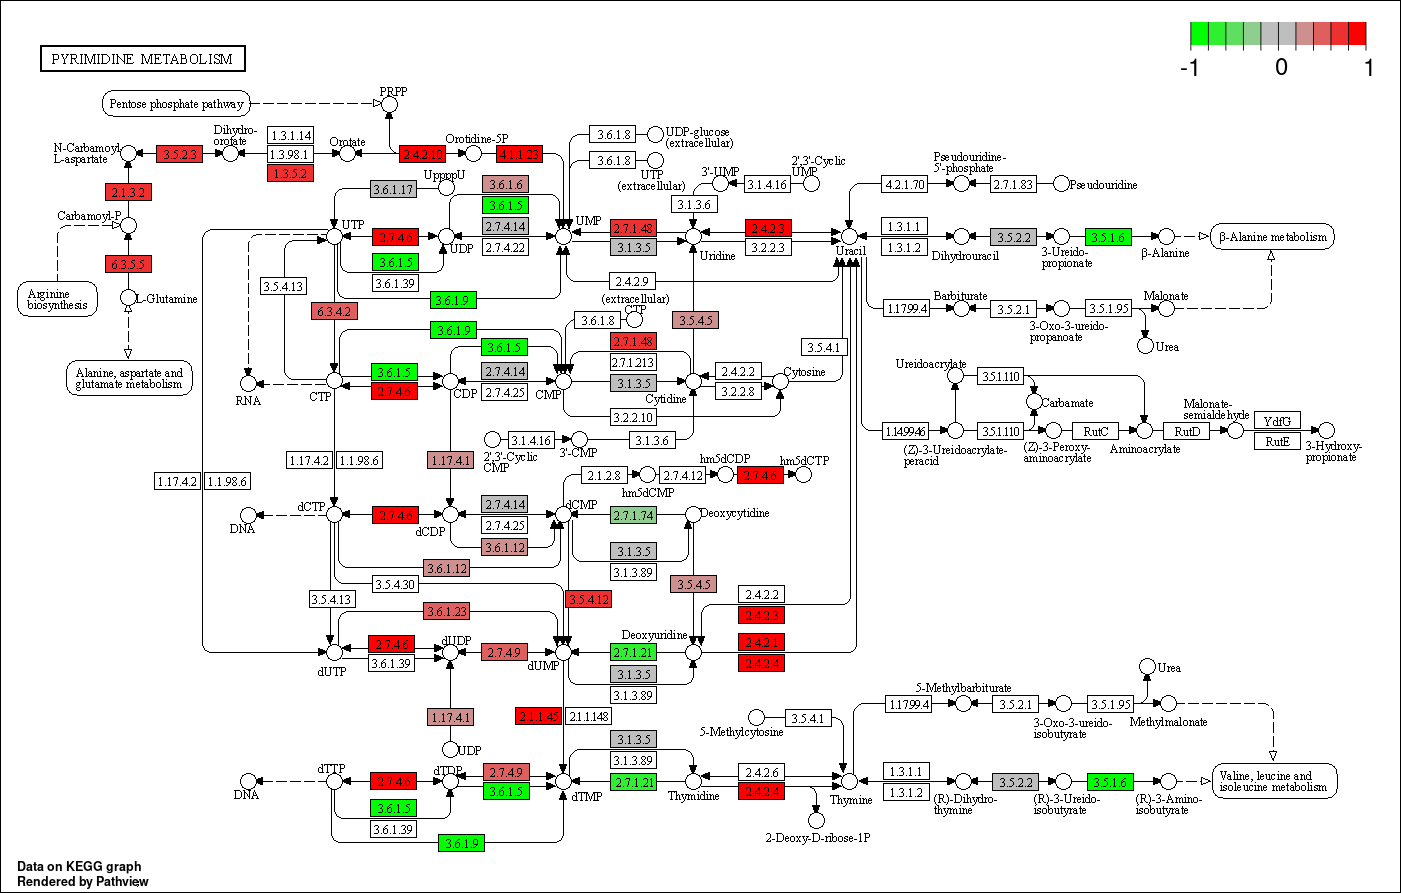 -1 0 1
PYRIMIDINE METABOLISM
Pentose phosphate pathway
PRPP
N-Carbamoyl-
L-aspartate
3.5.2.3
Dihydro-
orotate
1.3.1.14
1.3.98.1
1.3.5.2
Orotate
2.4.2.10
Orotidine-5P
4.1.1.23
3.6.1.8
UDP-glucose
(extracellular)
3.6.1.8
UTP
(extracellular)
3'-UMP
3.1.4.16
2',3'-Cyclic
UMP
3.1.3.6
Pseudouridine-
5'-phosphate
4.2.1.70
2.7.1.83
Pseudouridine
2.1.3.2
Carbamoyl-P
6.3.5.5
Arginine
biosynthesis
L-Glutamine
Alanine, aspartate and
glutamate metabolism
UppppU
3.6.1.17
3.6.1.6
3.6.1.5
UTP
2.7.4.6
UDP
2.7.4.14
2.7.4.22
UMP
2.7.1.48
3.1.3.5
Uridine
2.4.2.3
3.2.2.3
Uracil
1.3.1.1
1.3.1.2
Dihydrouracil
3.5.2.2
3-Ureido-
propionate
3.5.1.6
β-Alanine
β-Alanine metabolism
3.6.1.5
3.6.1.39
3.5.4.13
3.6.1.9
2.4.2.9
(extracellular)
CTP
3.6.1.8
6.3.4.2
3.5.4.5
1.17.99.4
Barbiturate
3.5.2.1
3-Oxo-3-ureido-
propanoate
3.5.1.95
Malonate
Urea
3.6.1.9
3.6.1.5
2.7.1.48
2.7.1.213
3.5.4.1
RNA
CTP
3.6.1.5
2.7.4.6
CDP
2.7.4.14
2.7.4.25
CMP
3.1.3.5
Cytidine
2.4.2.2
3.2.2.8
Cytosine
3.2.2.10
Ureidoacrylate
3.5.1.110
Carbamate
1.14.99.46
(Z)-3-Ureidoacrylate-
peracid
3.5.1.110
(Z)-3-Peroxy-
aminoacrylate
RutC
Aminoacrylate
RutD
Malonate-
semialdehyde
YdfG
RutE
3-Hydroxy-
propionate
2',3'-Cyclic
CMP
3.1.4.16
3'-CMP
3.1.3.6
1.17.4.2
1.1.98.6
1.17.4.2
1.1.98.6
1.17.4.1
2.1.2.8
hm5dCMP
2.7.4.12
hm5dCDP
2.7.4.6
hm5dCTP
DNA
dCTP
2.7.4.6
dCDP
2.7.4.14
2.7.4.25
dCMP
2.7.1.74
Deoxycytidine
3.6.1.12
3.1.3.5
3.1.3.89
3.6.1.12
3.5.4.30
3.5.4.5
3.5.4.13
3.6.1.23
3.5.4.12
2.4.2.2
2.4.2.3
dUTP
2.7.4.6
3.6.1.39
dUDP
2.7.4.9
dUMP
2.7.1.21
Deoxyuridine
2.4.2.1
2.4.2.4
3.1.3.5
3.1.3.89
1.17.4.1
UDP
2.1.1.45
2.1.1.148
5-Methylcytosine
3.5.4.1
1.17.99.4
5-Methylbarbiturate
3.5.2.1
3-Oxo-3-ureido-
isobutyrate
3.5.1.95
Urea
Methylmalonate
3.1.3.5
3.1.3.89
DNA
dTTP
2.7.4.6
dTDP
2.7.4.9
3.6.1.5
dTMP
2.7.1.21
Thymidine
2.4.2.6
2.4.2.4
Thymine
1.3.1.1
1.3.1.2
(R)-Dihydro-
thymine
3.5.2.2
(R)-3-Ureido-
isobutyrate
3.5.1.6
(R)-3-Amino-
isobutyrate
Valine, leucine and
isoleucine metabolism
3.6.1.5
3.6.1.39
3.6.1.9
2-Deoxy-D-ribose-1P
Data on KEGG graph
Rendered by Pathview